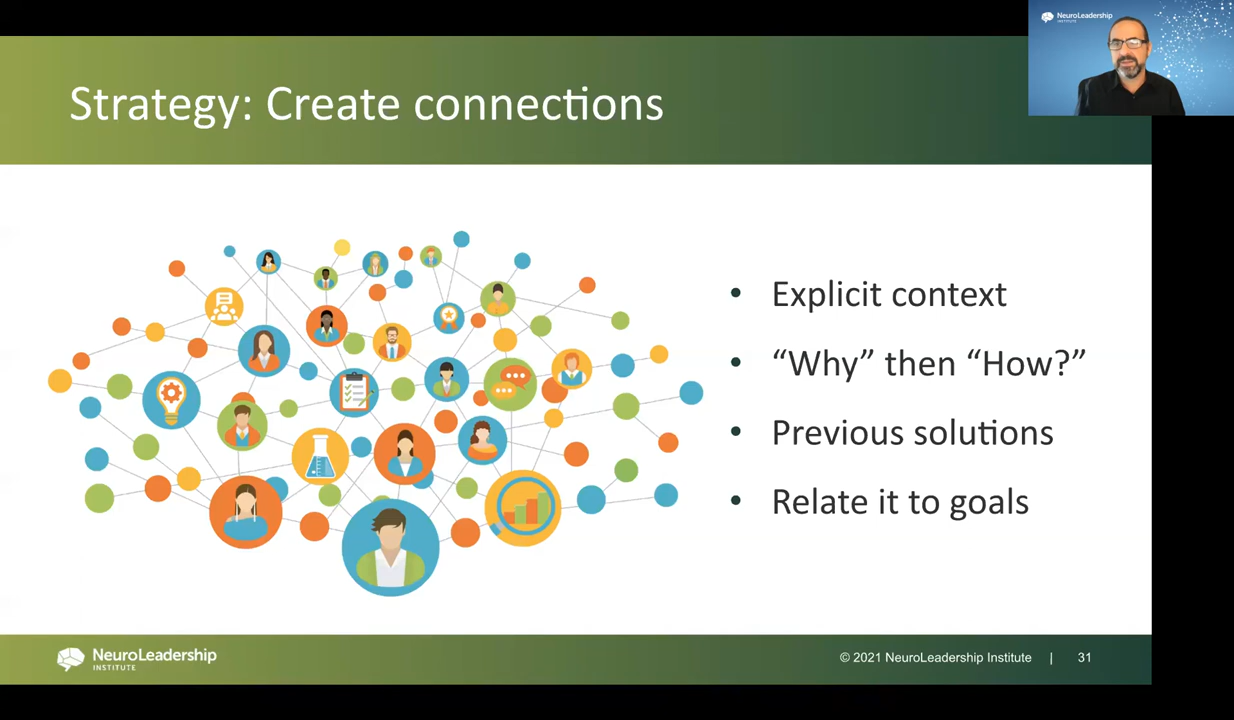 NeuroLeadership
INSTITUTE
Strategy: Create connections
• Explicit context
• “Why” then “How?”
• Previous solutions
• Relate it to goals
NeuroLeadership
INSTITUTE
© 2021 NeuroLeadership Institute | 31